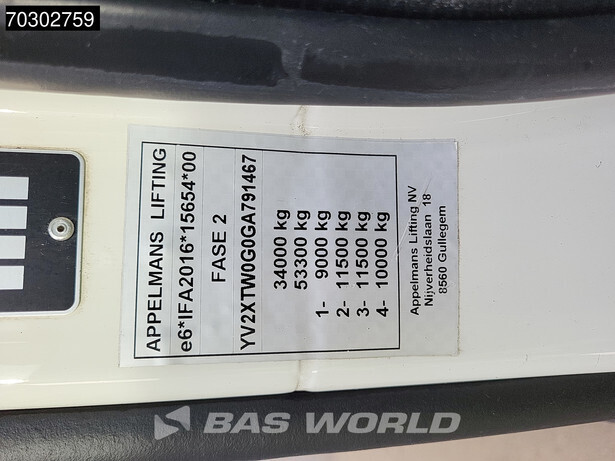 70302759
APPELMANS LIFTING
e6*IFA2016*15654*00
FASE 2
YV2XTW0G0GA791467
34000 kg
53300 kg
1- 9000 kg
2- 11500 kg
3- 11500 kg
4- 10000 kg
Appelmans Lifting NV
Nijverheidslaan 18
8560 Gullegem
BAS WORLD